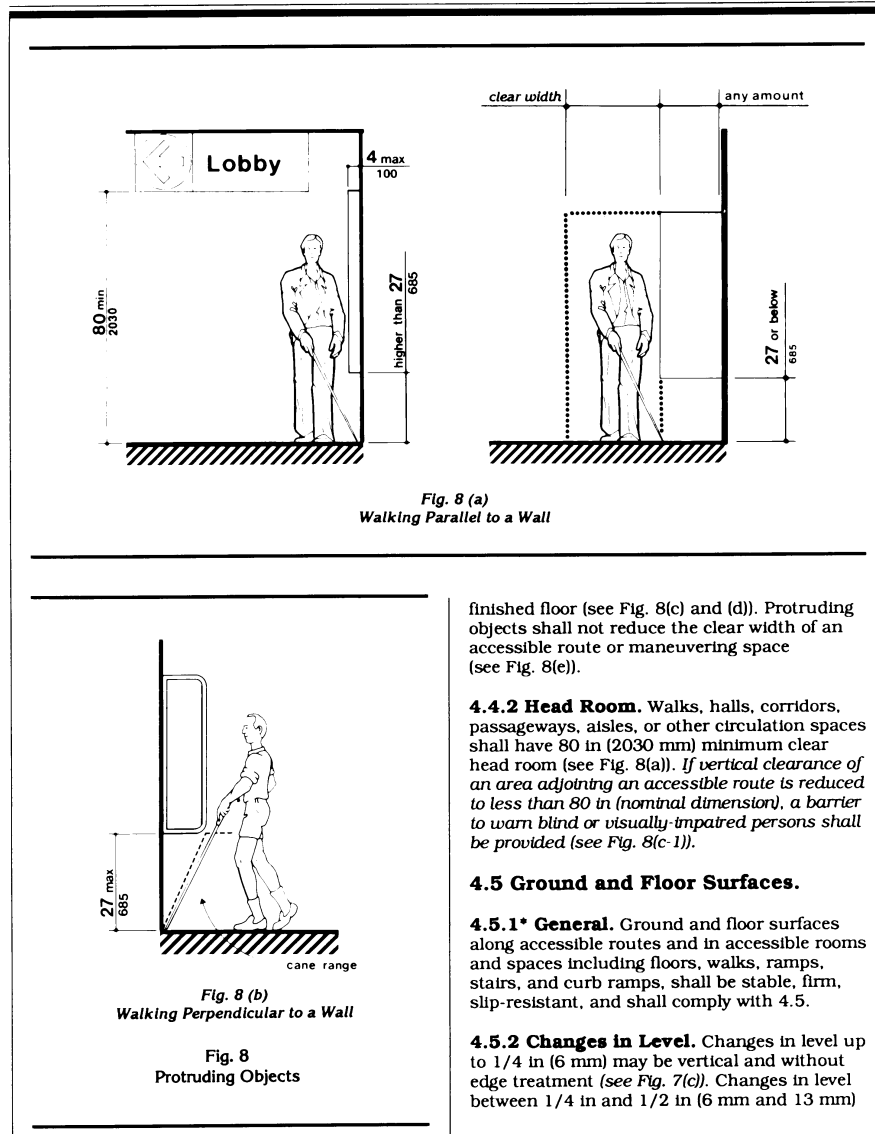 clear width
any amount
Lobby
4 max
100
80 min
2030
higher than 27
685
27 or below
685
Fig. 8 (a)
Walking Parallel to a Wall
27 max
685
cane range
Fig. 8 (b)
Walking Perpendicular to a Wall
Fig. 8
Protruding Objects
finished floor (see Fig. 8(c) and (d)). Protruding
objects shall not reduce the clear width of an
accessible route or maneuvering space
(see Fig. 8(e)).
4.4.2 Head Room. Walks, halls, corridors,
passageways, aisles, or other circulation spaces
shall have 80 in (2030 mm) minimum clear
head room (see Fig. 8(a)). If vertical clearance of
an area adjoining an accessible route is reduced
to less than 80 in (nominal dimension), a barrier
to warn blind or visually-impaired persons shall
be provided (see Fig. 8(c-1)).
4.5 Ground and Floor Surfaces.
4.5.1* General. Ground and floor surfaces
along accessible routes and in accessible rooms
and spaces including floors, walks, ramps,
stairs, and curb ramps, shall be stable, firm,
slip-resistant, and shall comply with 4.5.
4.5.2 Changes in Level. Changes in level up
to 1/4 in (6 mm) may be vertical and without
edge treatment (see Fig. 7(c)). Changes in level
between 1/4 in and 1/2 in (6 mm and 13 mm)